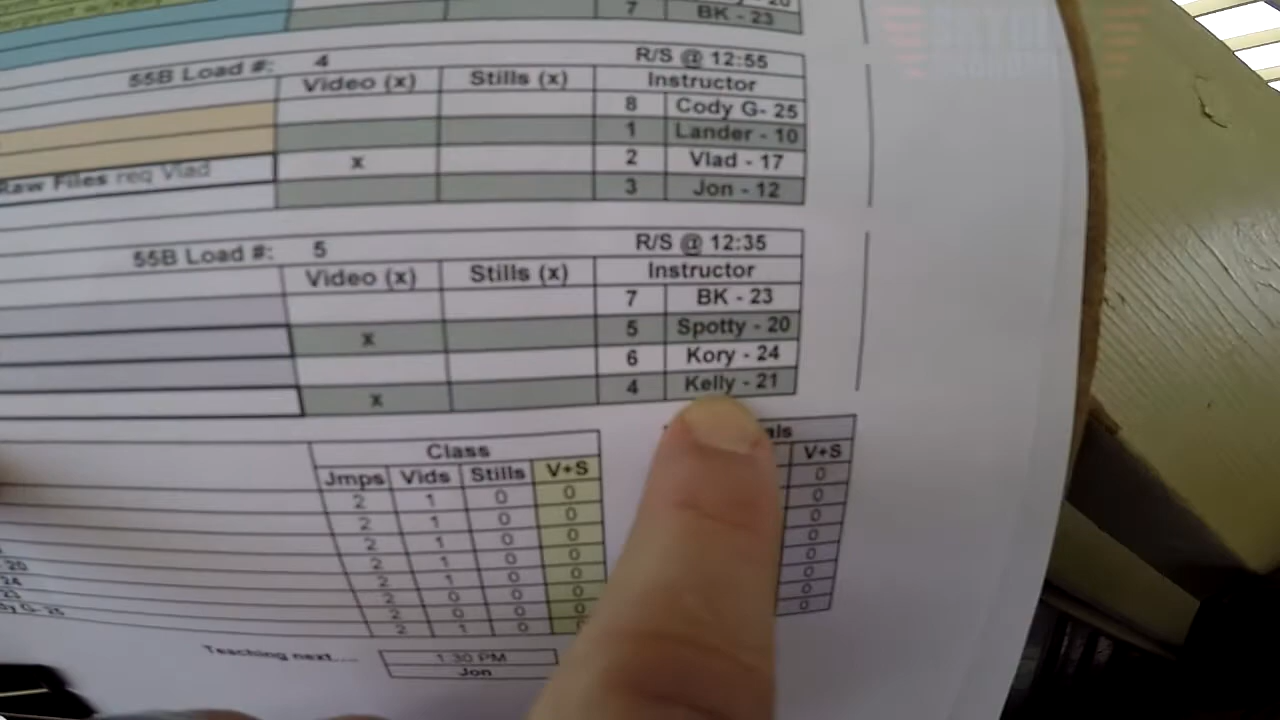 7 BK - 23
55B Load #: 4 R/S @ 12:55
Video (x) Stills (x) Instructor
8 Cody G- 25
1 Lander - 10
Raw Files req Vlad x 2 Vlad - 17
3 Jon - 12
55B Load #: 5 R/S @ 12:35
Video (x) Stills (x) Instructor
7 BK - 23
x 5 Spotty - 20
6 Kory - 24
x 4 Kelly - 21
Class
Jmps Vids Stills V+S V+S
2 1 0 0 0
2 1 0 0 0
2 1 0 0 0
2 1 0 0 0
2 1 0 0 0
20 2 0 0 0 0
24 2 0 0 0 0
2 1 0
Teaching next.... 1:30 PM
Jon